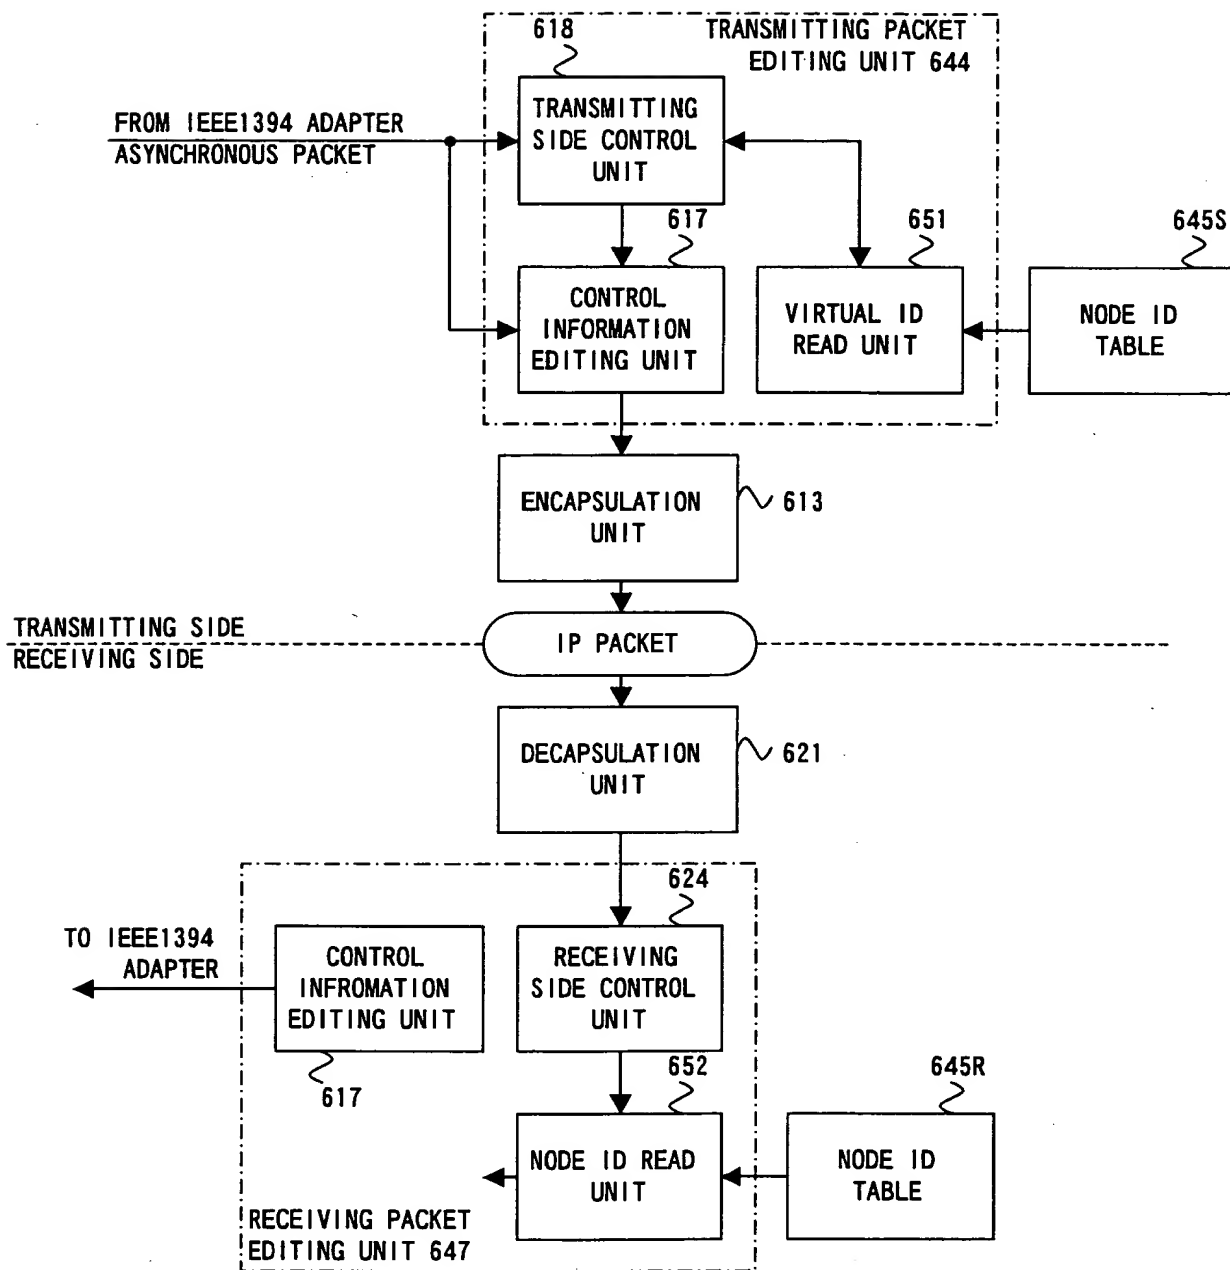 618
TRANSMITTING PACKET
EDITING UNIT 644
TRANSMITTING
SIDE CONTROL
UNIT
FROM IEEE1394 ADAPTER
ASYNCHRONOUS PACKET
617
651
645S
CONTROL
INFORMATION
EDITING UNIT
VIRTUAL ID
READ UNIT
NODE ID
TABLE
ENCAPSULATION
UNIT
613
TRANSMITTING SIDE
RECEIVING SIDE
IP PACKET
DECAPSULATION
UNIT
621
624
TO IEEE1394
ADAPTER
CONTROL
INFROMATION
EDITING UNIT
RECEIVING
SIDE CONTROL
UNIT
617
652
645R
NODE ID READ
UNIT
NODE ID
TABLE
RECEIVING PACKET
EDITING UNIT 647